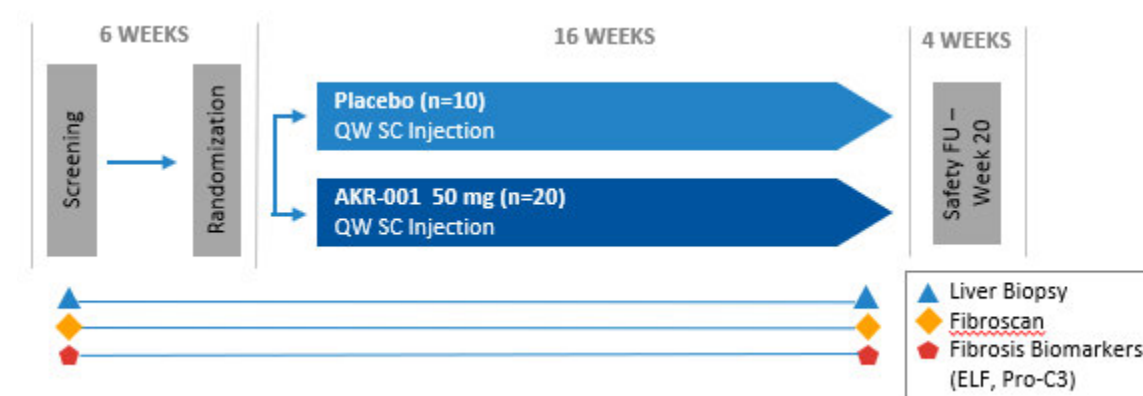 6 WEEKS
16 WEEKS
4 WEEKS
Screening
Randomization
Placebo (n=10)
QW SC Injection
AKR-001 50 mg (n=20)
QW SC Injection
Safety FU –
Week 20
Liver Biopsy
Fibroscan
Fibrosis Biomarkers
(ELF, Pro-C3)